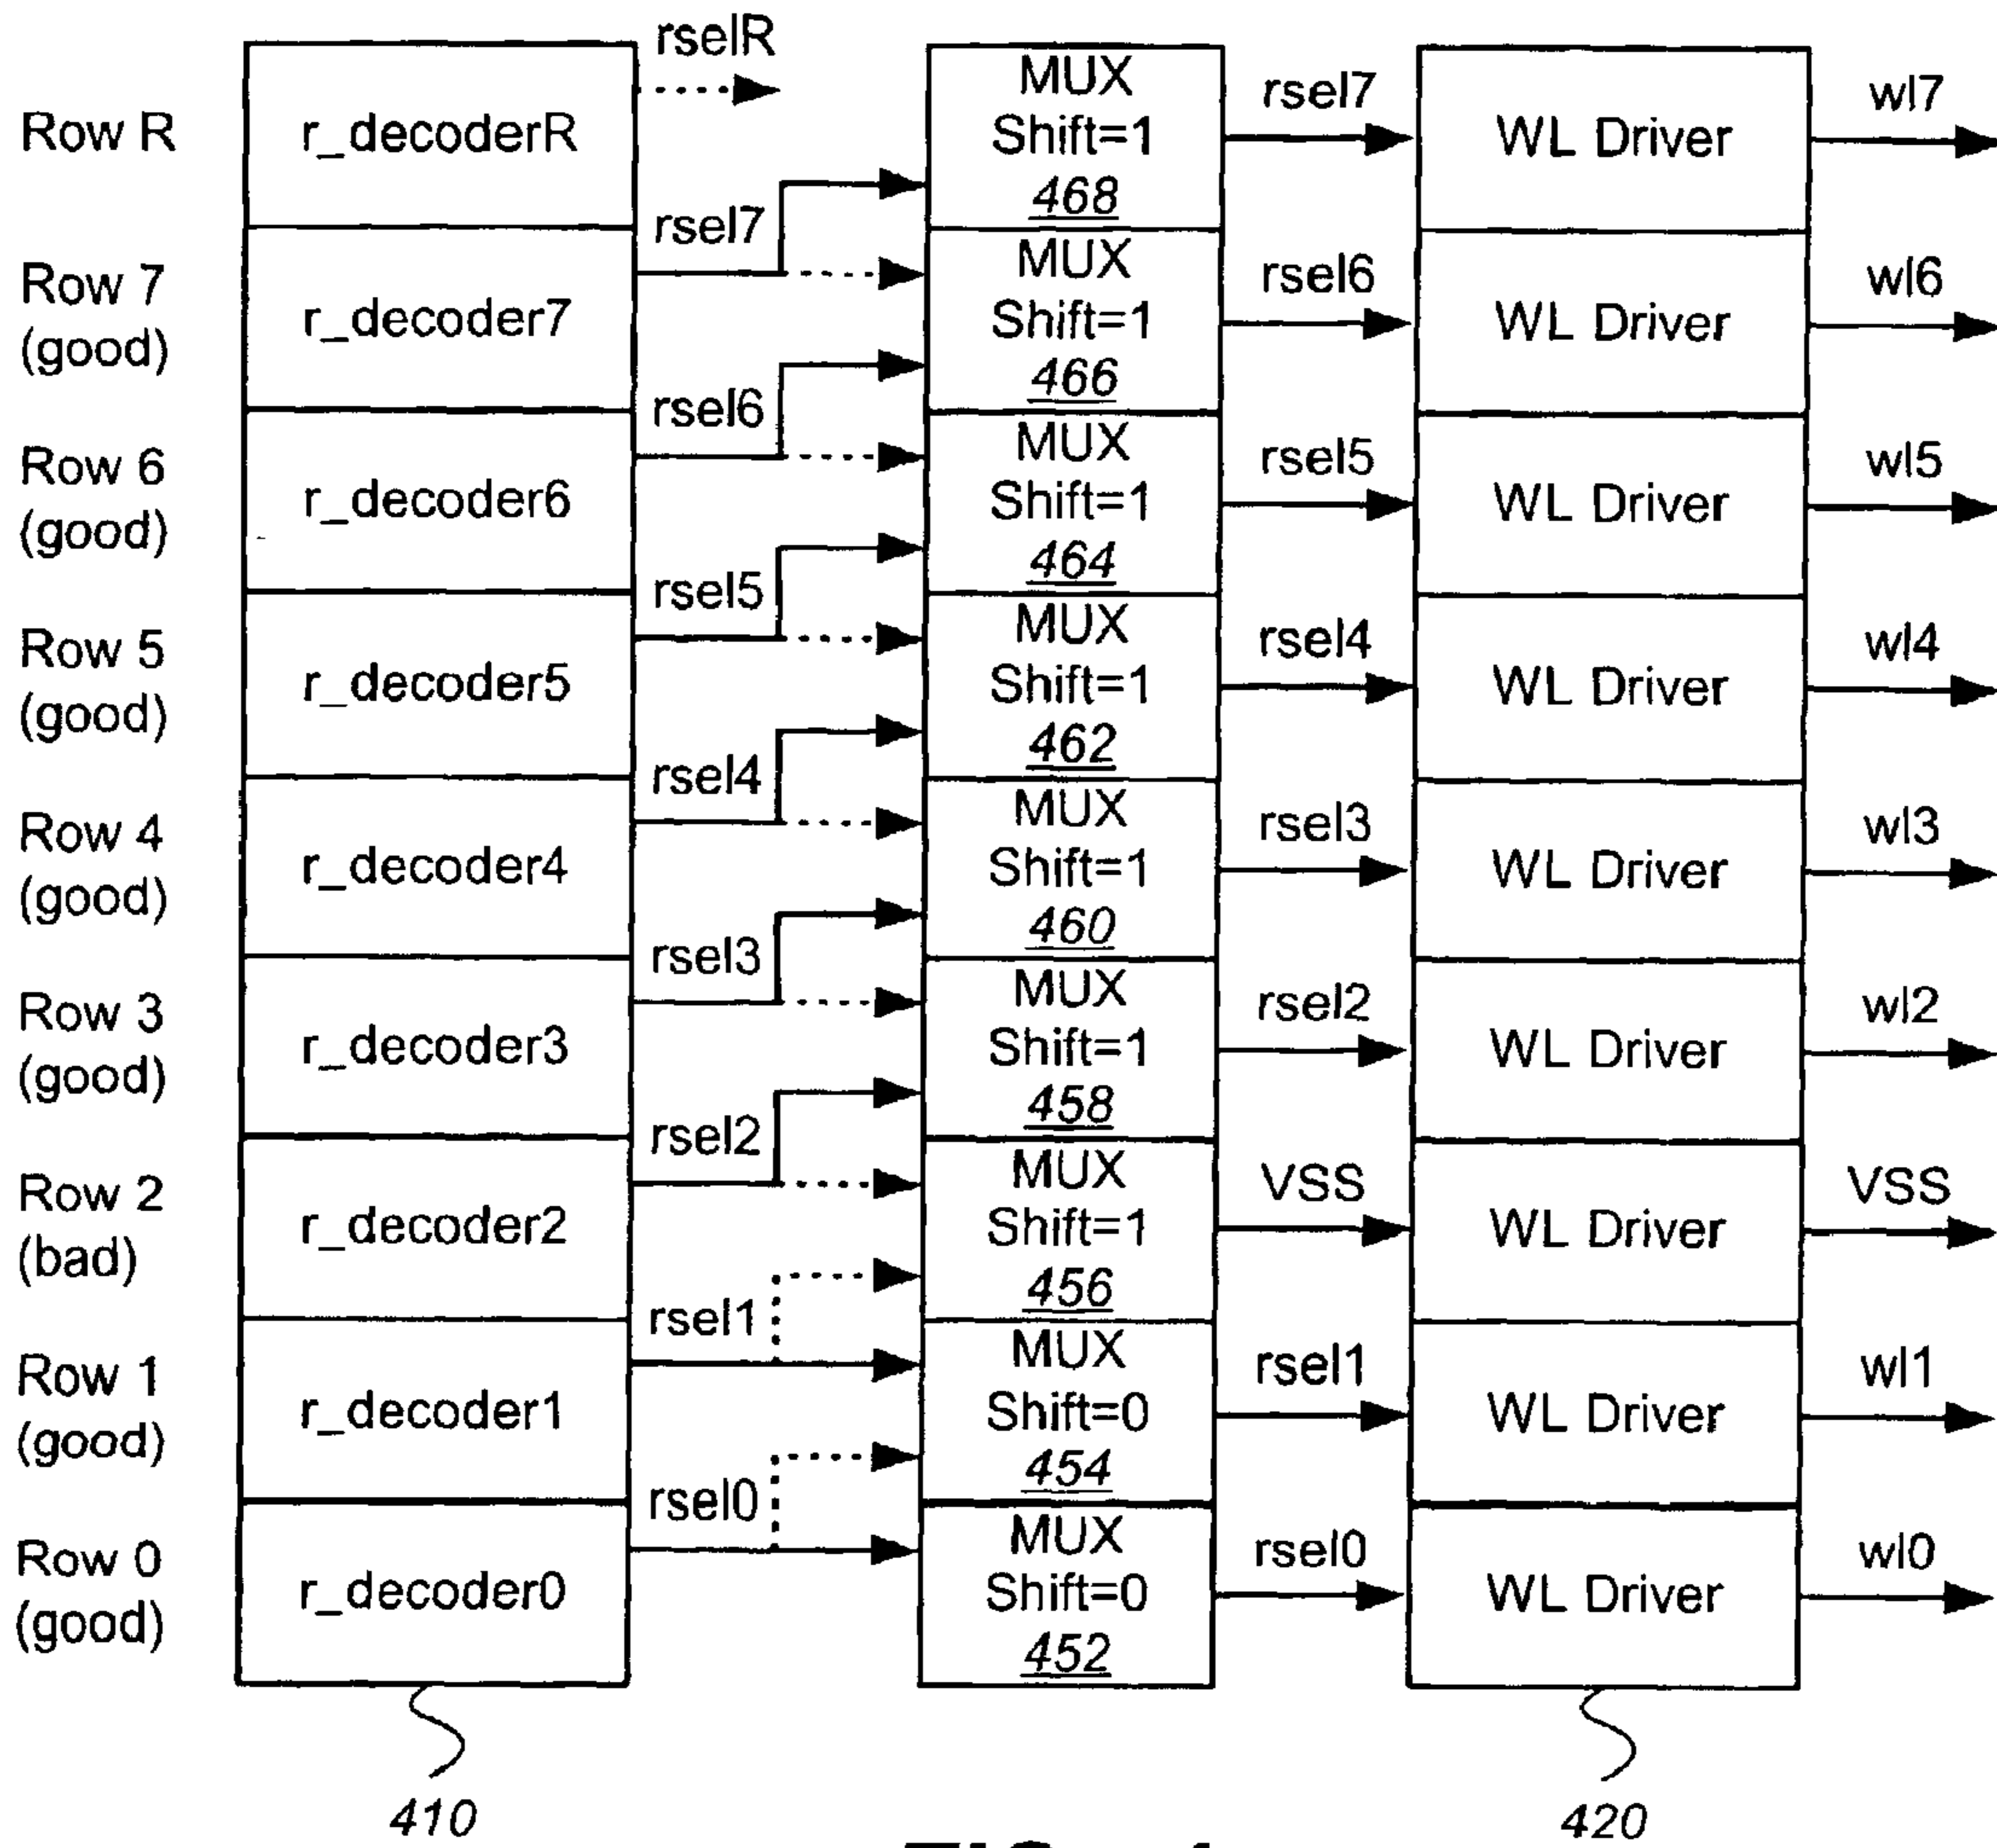 rselR
Row R
r_decoderR
MUX
Shift=1
468
rsel7
WL Driver
wl7
rsel7
Row 7
(good)
r_decoder7
MUX
Shift=1
466
rsel6
WL Driver
wl6
rsel6
Row 6
(good)
r_decoder6
MUX
Shift=1
464
rsel5
WL Driver
wl5
rsel5
Row 5
(good)
r_decoder5
MUX
Shift=1
462
rsel4
WL Driver
wl4
rsel4
Row 4
(good)
r_decoder4
MUX
Shift=1
460
rsel3
WL Driver
wl3
rsel3
Row 3
(good)
r_decoder3
MUX
Shift=1
458
rsel2
WL Driver
wl2
rsel2
Row 2
(bad)
r_decoder2
MUX
Shift=1
456
VSS
WL Driver
VSS
rsel1
Row 1
(good)
r_decoder1
MUX
Shift=0
454
rsel1
WL Driver
wl1
rsel0
Row 0
(good)
r_decoder0
MUX
Shift=0
452
rsel0
WL Driver
wl0
410
420